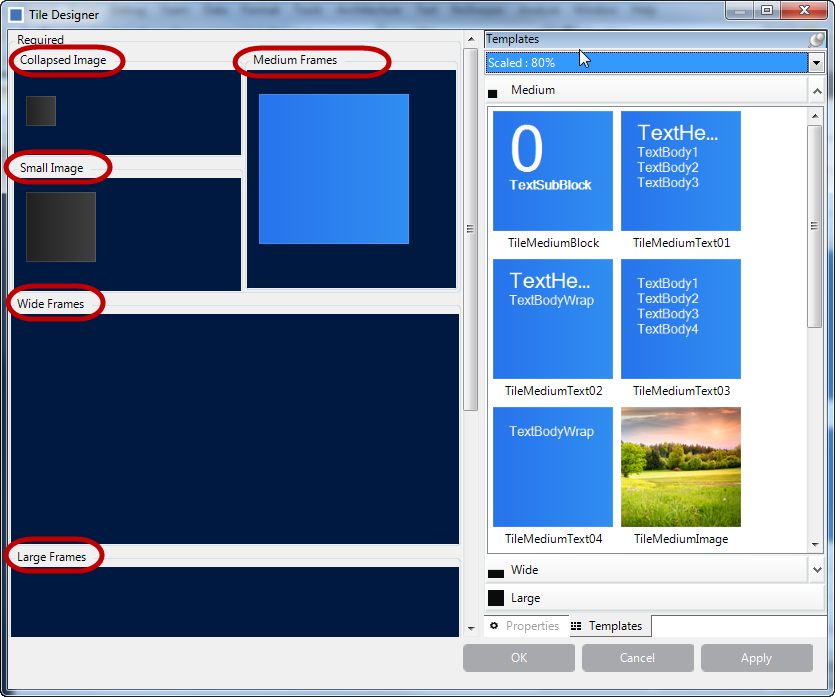 Tile Designer
Required
Collapsed Image
Medium Frames
Small Image
Wide Frames
Large Frames
Templates
Scaled : 80%
Medium
0
TextSubBlock
TileMediumBlock
TextHe...
TextBody1
TextBody2
TextBody3
TileMediumText01
TextHe...
TextBodyWrap
TileMediumText02
TextBody1
TextBody2
TextBody3
TextBody4
TileMediumText03
TextBodyWrap
TileMediumText04
TileMediumImage
Wide
Large
Properties
Templates
OK
Cancel
Apply